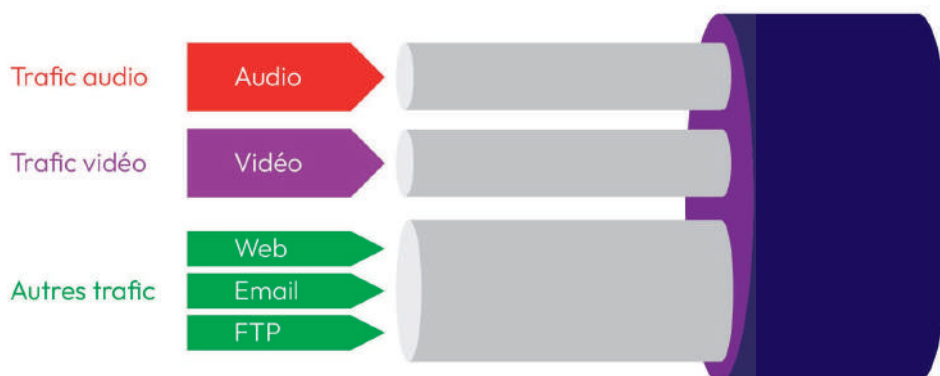 Trafic audio
Audio
Trafic vidéo
Vidéo
Autres trafic
Web
Email
FTP